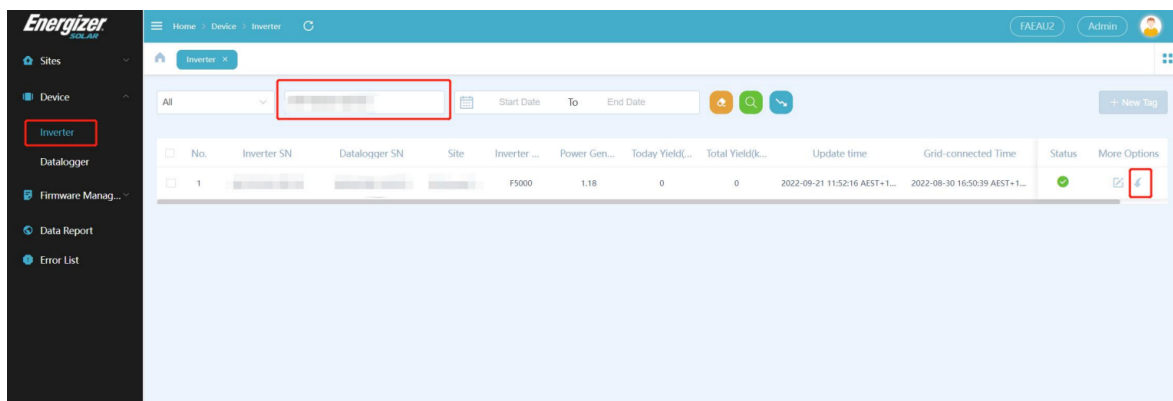 Energizer
SOLAR
Home > Device > Inverter
FAEAU2
Admin
Sites
Inverter ×
Device
All
Start Date
To
End Date
+ New Tag
Inverter
Datalogger
No.
Inverter SN
Datalogger SN
Site
Inverter ...
Power Gen...
Today Yield(...
Total Yield(k...
Update time
Grid-connected Time
Status
More Options
1
F5000
1.18
0
0
2022-09-21 11:52:16 AEST+1...
2022-08-30 16:50:39 AEST+1...
Firmware Manag...
Data Report
Error List